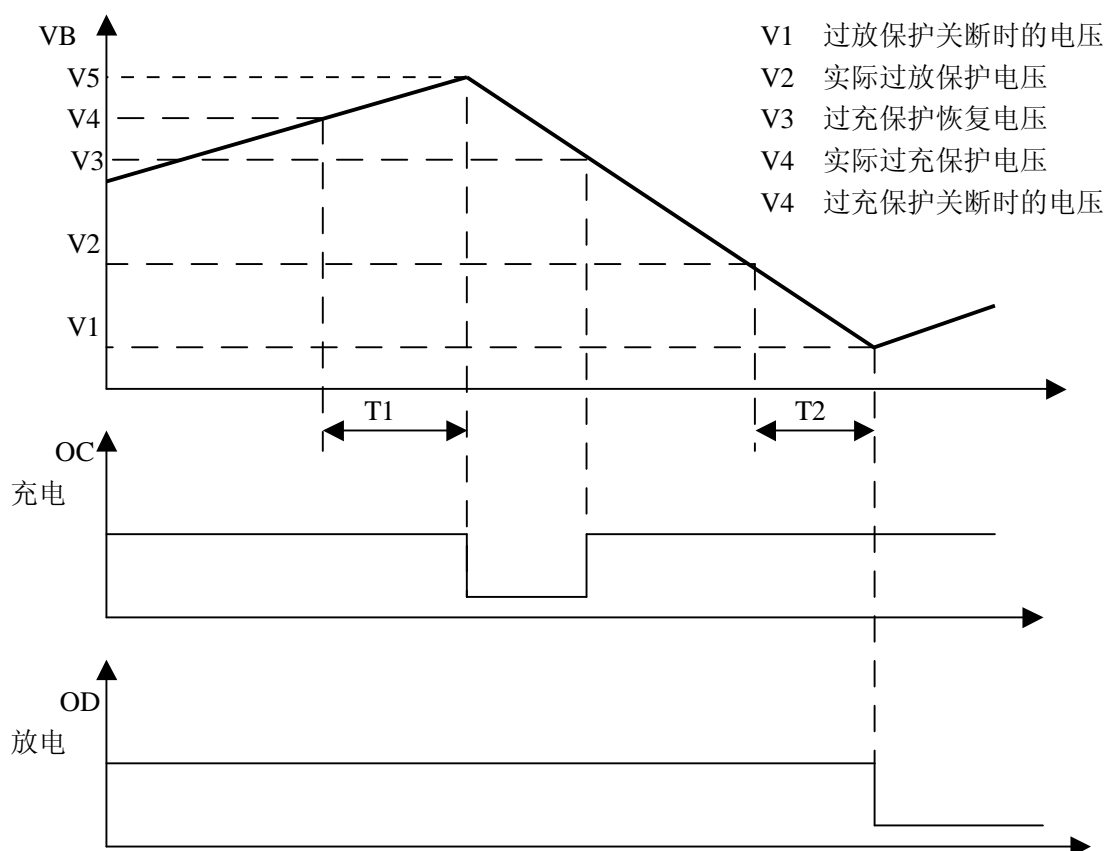 VB
V5
V4
V3
V2
V1
V1 过放保护关断时的电压
V2 实际过放保护电压
V3 过充保护恢复电压
V4 实际过充保护电压
V4 过充保护关断时的电压
T1
T2
OC
充电
OD
放电